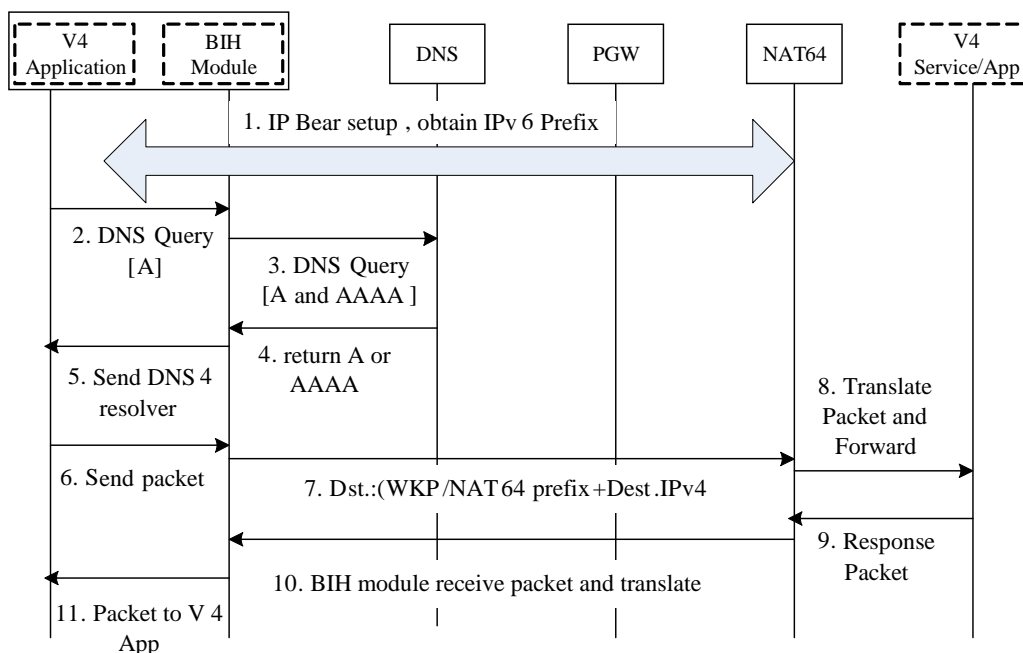 V4
Application
BIH
Module
DNS
PGW
NAT64
V4
Service/App
1. IP Bear setup , obtain IPv 6 Prefix
2. DNS Query
[A]
3. DNS Query
[A and AAAA ]
4. return A or
AAAA
5. Send DNS 4
resolver
6. Send packet
7. Dst.:(WKP/NAT64 prefix+Dest.IPv4
8. Translate
Packet and
Forward
9. Response
Packet
10. BIH module receive packet and translate
11. Packet to V 4
App